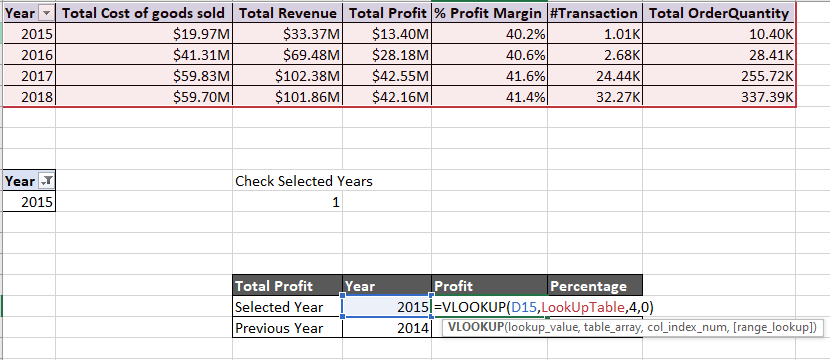 Year Total Cost of goods sold Total Revenue Total Profit % Profit Margin #Transaction Total OrderQuantity
2015 $19.97M $33.37M $13.40M 40.2% 1.01K 10.40K
2016 $41.31M $69.48M $28.18M 40.6% 2.68K 28.41K
2017 $59.83M $102.38M $42.55M 41.6% 24.44K 255.72K
2018 $59.70M $101.86M $42.16M 41.4% 32.27K 337.39K
Year Check Selected Years
2015 1
Total Profit Year Profit Percentage
Selected Year 2015 =VLOOKUP(D15,LookUpTable,4,0)
Previous Year 2014 VLOOKUP(lookup_value, table_array, col_index_num, [range_lookup])